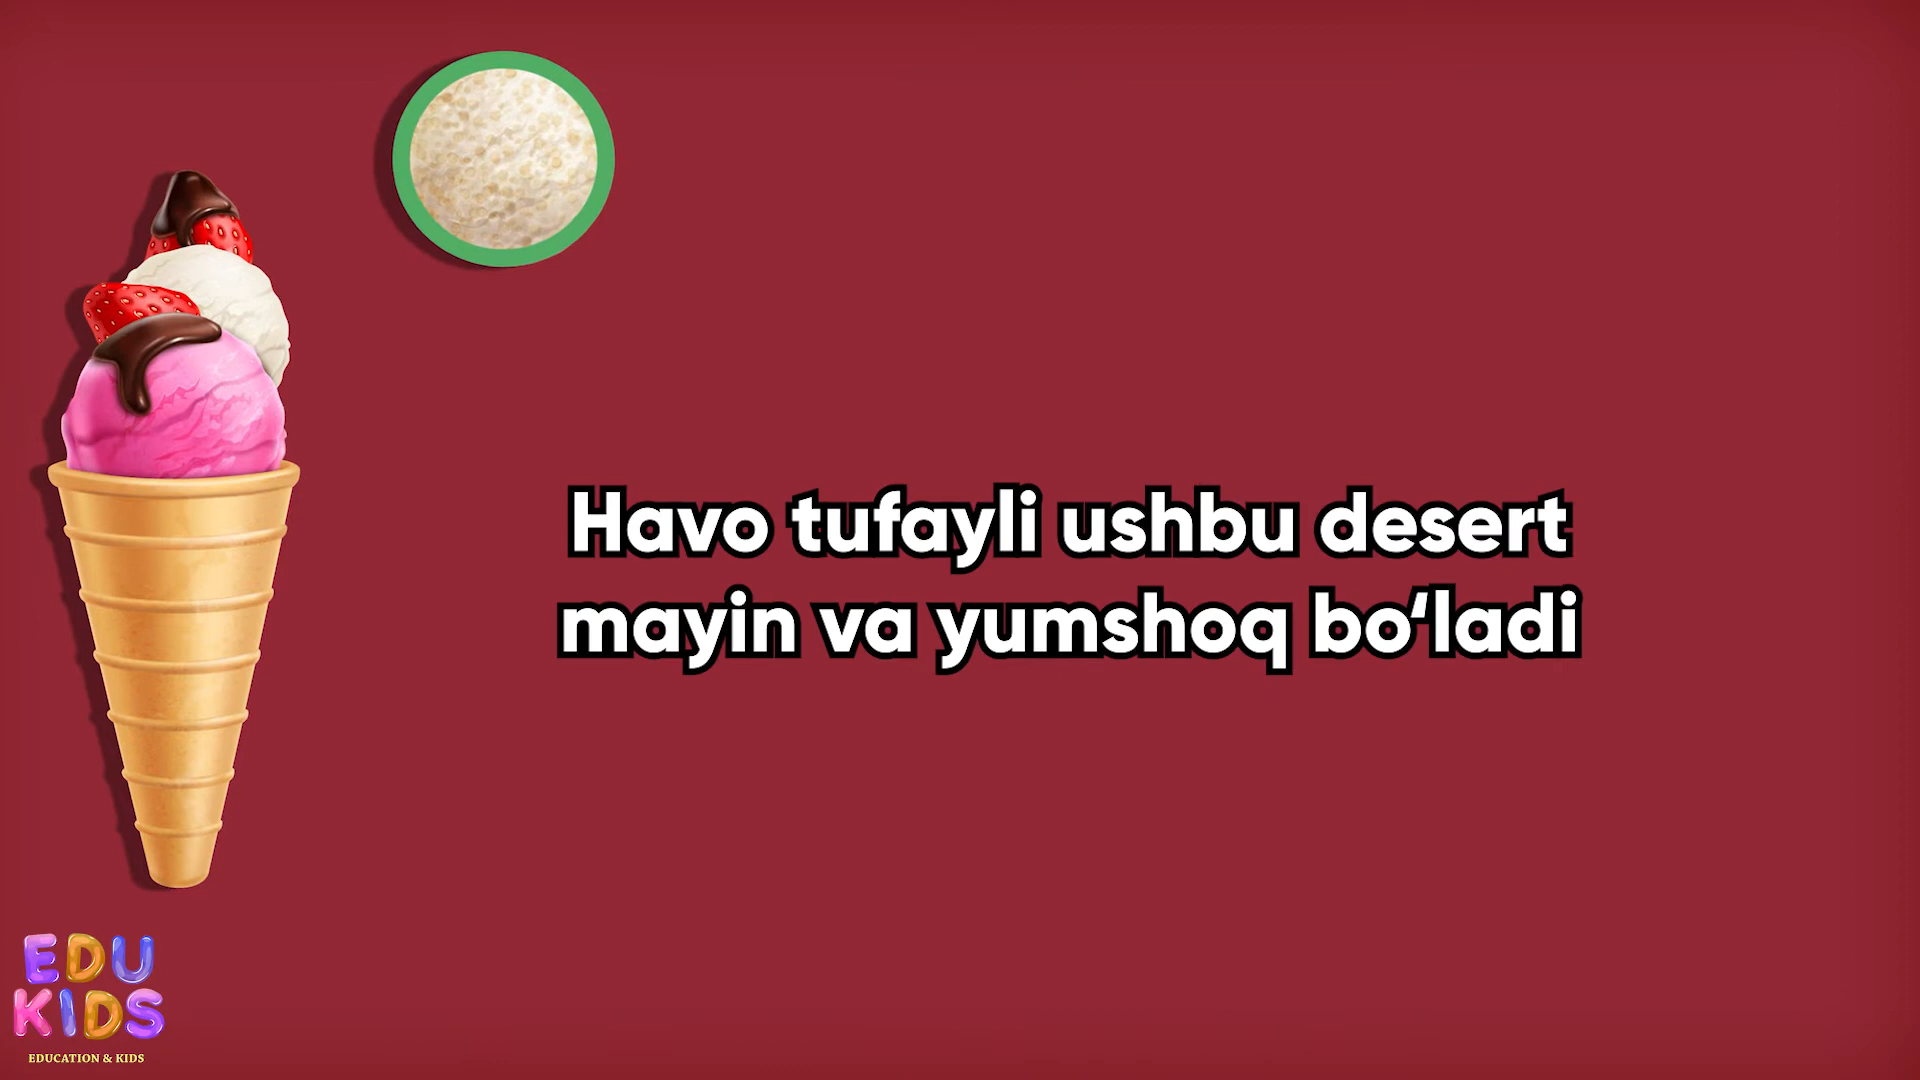 Havo tufayli ushbu desert
mayin va yumshoq bo‘ladi
EDU
KIDS
EDUCATION & KIDS